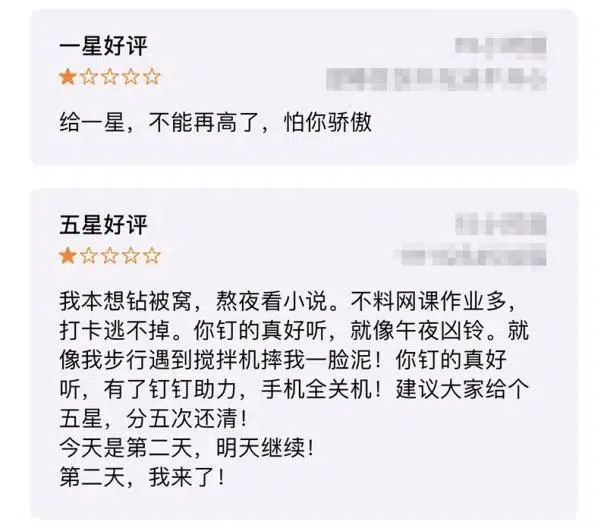 一星好评
给一星，不能再高了，怕你骄傲
五星好评
我本想钻被窝，熬夜看小说。不料网课作业多，
打卡逃不掉。你钉的真好听，就像午夜凶铃。就
像我步行遇到搅拌机摔我一脸泥！你钉的真好
听，有了钉钉助力，手机全关机！建议大家给个
五星，分五次还清！
今天是第二天，明天继续！
第二天，我来了！